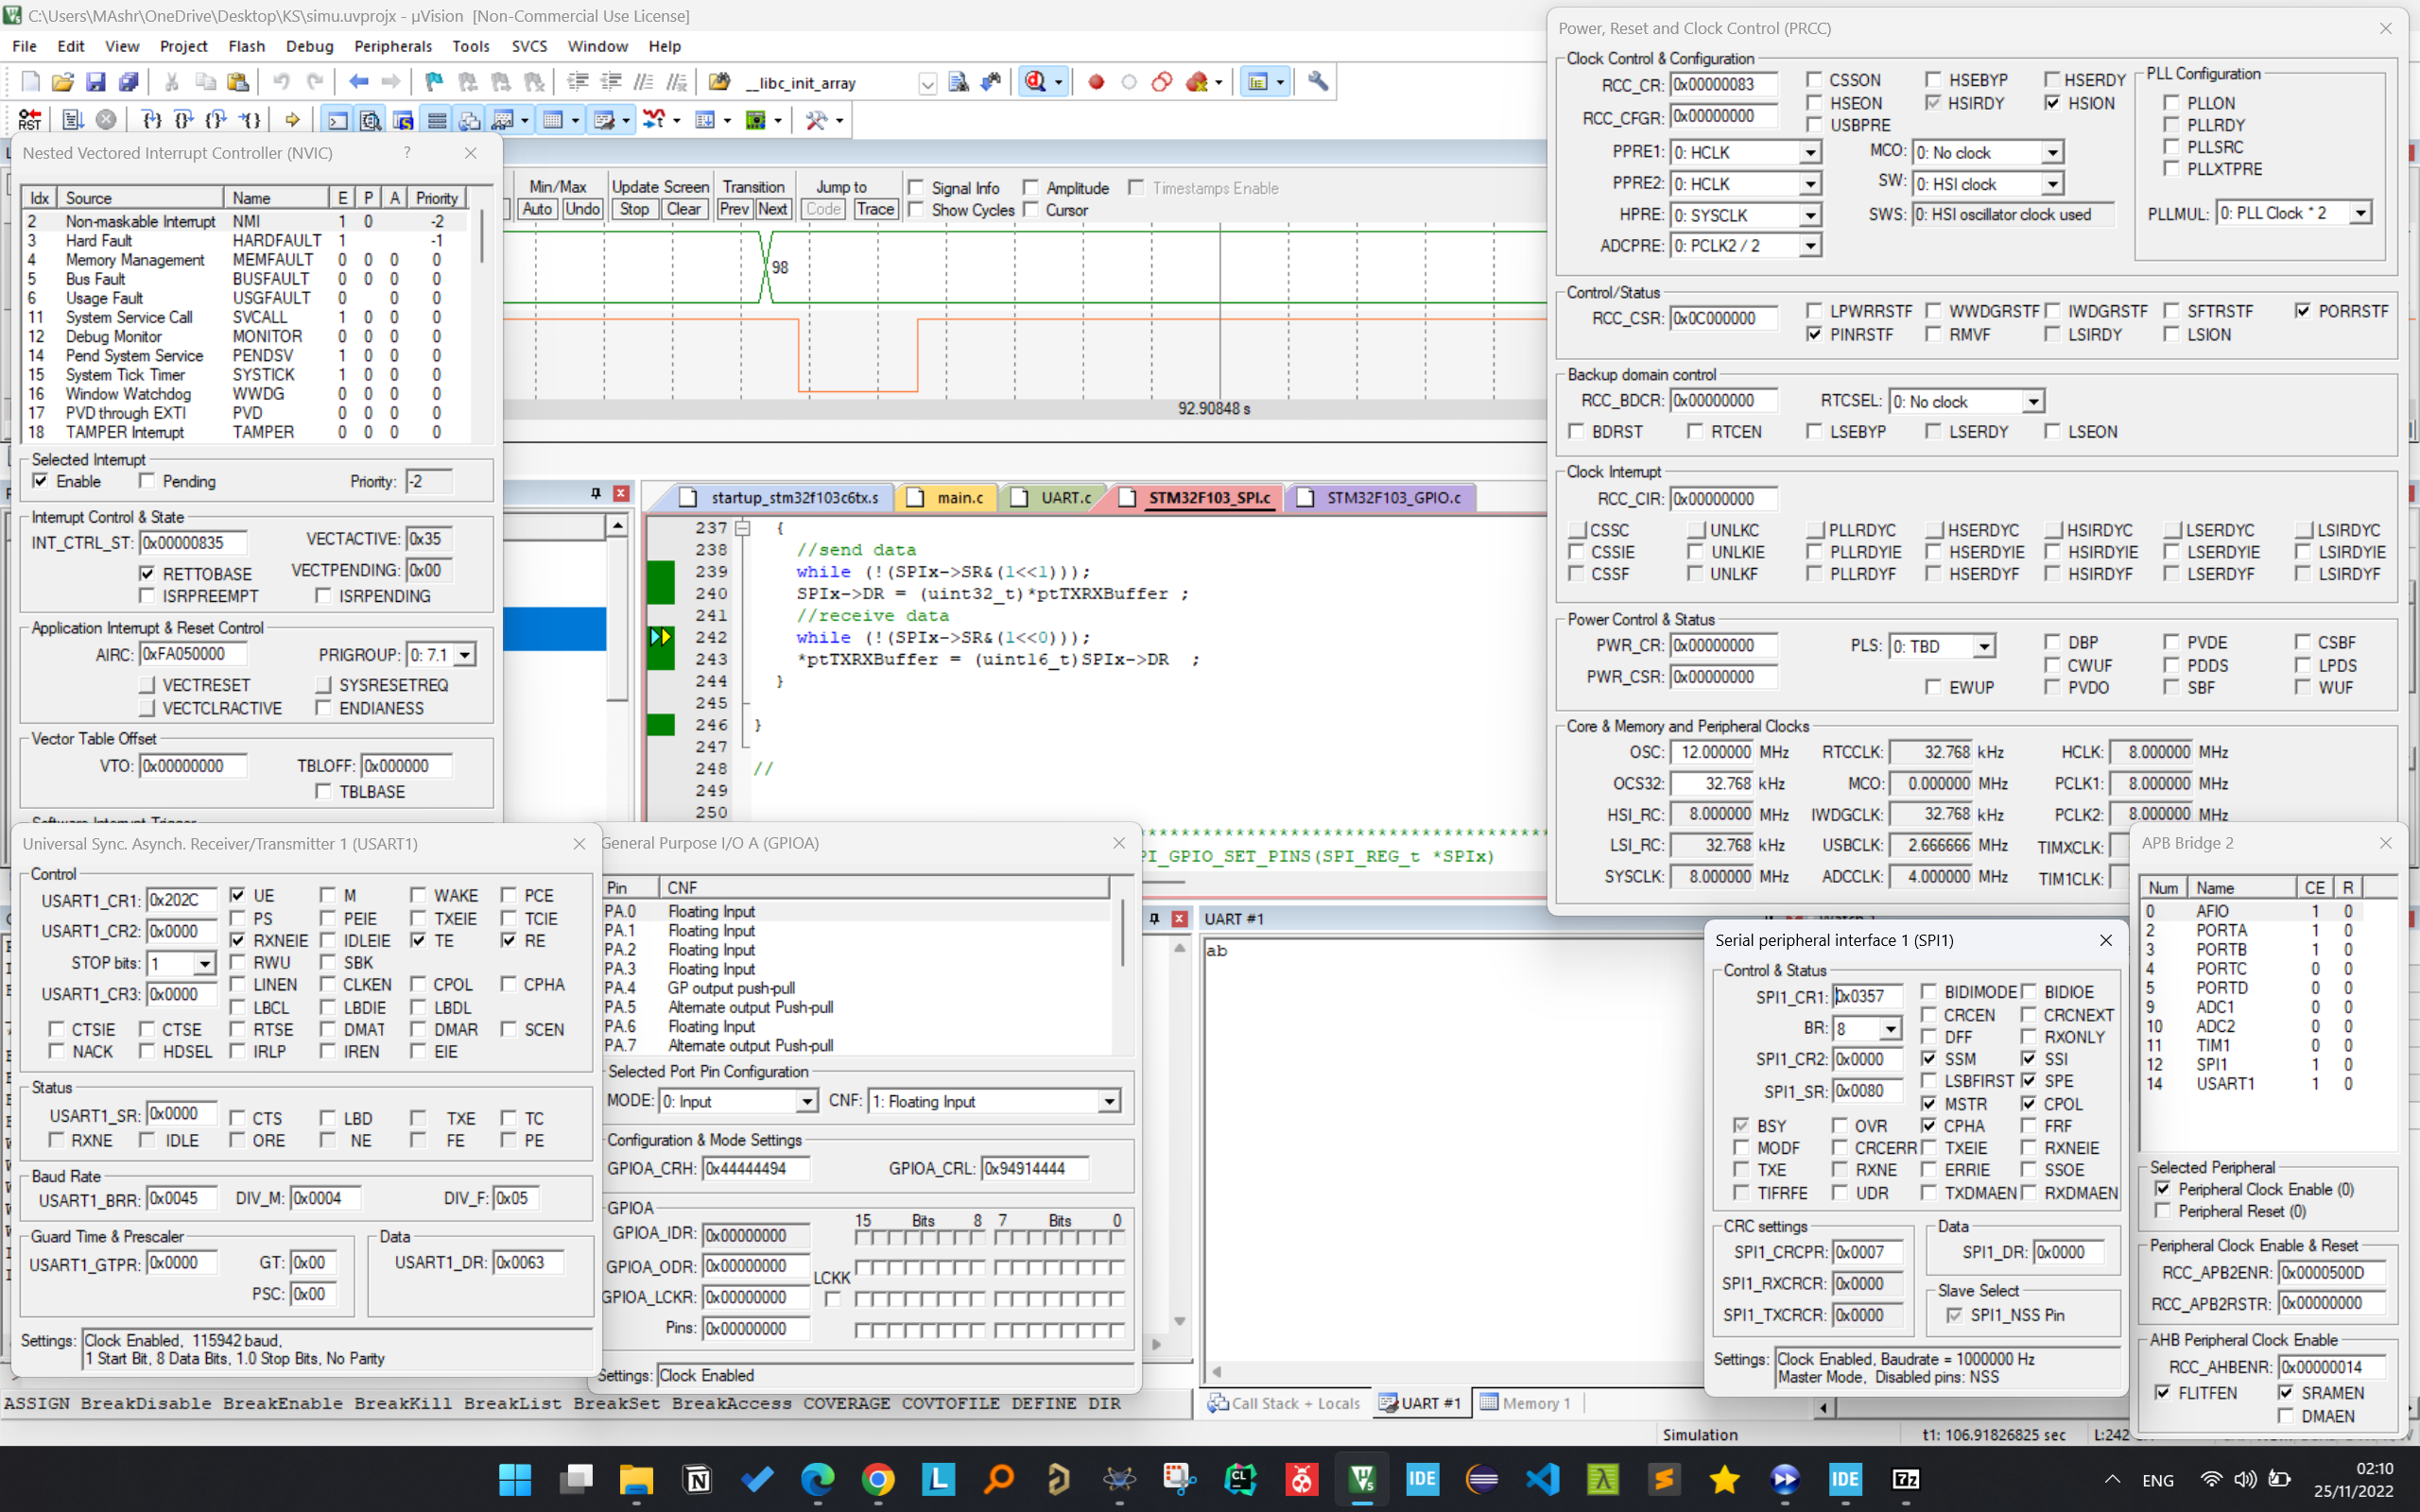 C:\Users\MAshr\OneDrive\Desktop\KS\simu.uvprojx - µVision [Non-Commercial Use License]
File Edit View Project Flash Debug Peripherals Tools SVCS Window Help
__libc_init_array
RST
Nested Vectored Interrupt Controller (NVIC) ?
Idx Source Name E P A Priority
2 Non-maskable Interrupt NMI 1 0 -2
3 Hard Fault HARDFAULT 1 -1
4 Memory Management MEMFAULT 0 0 0 0
5 Bus Fault BUSFAULT 0 0 0 0
6 Usage Fault USGFAULT 0 0 0
11 System Service Call SVCALL 1 0 0 0
12 Debug Monitor MONITOR 0 0 0 0
14 Pend System Service PENDSV 1 0 0 0
15 System Tick Timer SYSTICK 1 0 0 0
16 Window Watchdog WWDG 0 0 0 0
17 PVD through EXTI PVD 0 0 0 0
18 TAMPER Interrupt TAMPER 0 0 0 0
Selected Interrupt
Enable Pending Priority: -2
Interrupt Control & State
INT_CTRL_ST: 0x00000835 VECTACTIVE: 0x35
RETTOBASE VECTPENDING: 0x00
ISRPREEMPT ISRPENDING
Application Interrupt & Reset Control
AIRC: 0xFA050000 PRIGROUP: 0: 7.1
VECTRESET SYSRESETREQ
VECTCLRACTIVE ENDIANESS
Vector Table Offset
VTO: 0x00000000 TBLOFF: 0x000000
TBLBASE
Min/Max Update Screen Transition Jump to Signal Info Amplitude Timestamps Enable
Auto Undo Stop Clear Prev Next Code Trace Show Cycles Cursor
98
92.90848 s
startup_stm32f103c6tx.s main.c UART.c STM32F103_SPI.c STM32F103_GPIO.c
237 {
238 //send data
239 while (!(SPIx->SR&(1<<1)));
240 SPIx->DR = (uint32_t)*ptTXRXBuffer ;
241 //receive data
242 while (!(SPIx->SR&(1<<0)));
243 *ptTXRXBuffer = (uint16_t)SPIx->DR ;
244 }
245
246 }
247
248 //
249
250
PI_GPIO_SET_PINS(SPI_REG_t *SPIx)
Power, Reset and Clock Control (PRCC)
Clock Control & Configuration
RCC_CR: 0x00000083 CSSON HSEBYP HSERDY
HSEON HSIRDY HSION
RCC_CFGR: 0x00000000 USBPRE
PPRE1: 0: HCLK MCO: 0: No clock
PPRE2: 0: HCLK SW: 0: HSI clock
HPRE: 0: SYSCLK SWS: 0: HSI oscillator clock used
ADCPRE: 0: PCLK2 / 2
PLL Configuration
PLLON
PLLRDY
PLLSRC
PLLXTPRE
PLLMUL: 0: PLL Clock * 2
Control/Status
RCC_CSR: 0x0C000000 LPWRRSTF WWDGRSTF IWDGRSTF SFTRSTF PORRSTF
PINRSTF RMVF LSIRDY LSION
Backup domain control
RCC_BDCR: 0x00000000 RTCSEL: 0: No clock
BDRST RTCEN LSEBYP LSERDY LSEON
Clock Interrupt
RCC_CIR: 0x00000000
CSSC UNLKC PLLRDYC HSERDYC HSIRDYC LSERDYC LSIRDYC
CSSIE UNLKIE PLLRDYIE HSERDYIE HSIRDYIE LSERDYIE LSIRDYIE
CSSF UNLKF PLLRDYF HSERDYF HSIRDYF LSERDYF LSIRDYF
Power Control & Status
PWR_CR: 0x00000000 PLS: 0: TBD DBP PVDE CSBF
CWUF PDDS LPDS
PWR_CSR: 0x00000000 EWUP PVDO SBF WUF
Core & Memory and Peripheral Clocks
OSC: 12.000000 MHz RTCCLK: 32.768 kHz HCLK: 8.000000 MHz
OCS32: 32.768 kHz MCO: 0.000000 MHz PCLK1: 8.000000 MHz
HSI_RC: 8.000000 MHz IWDGCLK: 32.768 kHz PCLK2: 8.000000 MHz
LSI_RC: 32.768 kHz USBCLK: 2.666666 MHz TIMXCLK:
SYSCLK: 8.000000 MHz ADCCLK: 4.000000 MHz TIM1CLK:
Universal Sync. Asynch. Receiver/Transmitter 1 (USART1)
Control
USART1_CR1: 0x202C UE M WAKE PCE
PS PEIE TXEIE TCIE
USART1_CR2: 0x0000 RXNEIE IDLEIE TE RE
STOP bits: 1 RWU SBK
LINEN CLKEN CPOL CPHA
USART1_CR3: 0x0000 LBCL LBDIE LBDL
CTSIE CTSE RTSE DMAT DMAR SCEN
NACK HDSEL IRLP IREN EIE
Status
USART1_SR: 0x0000 CTS LBD TXE TC
RXNE IDLE ORE NE FE PE
Baud Rate
USART1_BRR: 0x0045 DIV_M: 0x0004 DIV_F: 0x05
Guard Time & Prescaler
USART1_GTPR: 0x0000 GT: 0x00
PSC: 0x00
Data
USART1_DR: 0x0063
Settings: Clock Enabled, 115942 baud,
1 Start Bit, 8 Data Bits, 1.0 Stop Bits, No Parity
General Purpose I/O A (GPIOA)
Pin CNF
PA.0 Floating Input
PA.1 Floating Input
PA.2 Floating Input
PA.3 Floating Input
PA.4 GP output push-pull
PA.5 Alternate output Push-pull
PA.6 Floating Input
PA.7 Alternate output Push-pull
Selected Port Pin Configuration
MODE: 0: Input CNF: 1: Floating Input
Configuration & Mode Settings
GPIOA_CRH: 0x44444494 GPIOA_CRL: 0x94914444
GPIOA 15 Bits 8 7 Bits 0
GPIOA_IDR: 0x00000000
GPIOA_ODR: 0x00000000
GPIOA_LCKR: 0x00000000 LCKK
Pins: 0x00000000
Settings: Clock Enabled
UART #1
ab
Call Stack + Locals UART #1 Memory 1
Serial peripheral interface 1 (SPI1)
Control & Status
SPI1_CR1: 0x0357 BIDIMODE BIDIOE
CRCEN CRCNEXT
BR: 8 DFF RXONLY
SPI1_CR2: 0x0000 SSM SSI
LSBFIRST SPE
SPI1_SR: 0x0080 MSTR CPOL
BSY OVR CPHA FRF
MODF CRCERR TXEIE RXNEIE
TXE RXNE ERRIE SSOE
TIFRFE UDR TXDMAEN RXDMAEN
CRC settings
SPI1_CRCPR: 0x0007
SPI1_RXCRCR: 0x0000
SPI1_TXCRCR: 0x0000
Data
SPI1_DR: 0x0000
Slave Select
SPI1_NSS Pin
Settings: Clock Enabled, Baudrate = 1000000 Hz
Master Mode, Disabled pins: NSS
APB Bridge 2
Num Name CE R
0 AFIO 1 0
2 PORTA 1 0
3 PORTB 1 0
4 PORTC 0 0
5 PORTD 0 0
9 ADC1 0 0
10 ADC2 0 0
11 TIM1 0 0
12 SPI1 1 0
14 USART1 1 0
Selected Peripheral
Peripheral Clock Enable (0)
Peripheral Reset (0)
Peripheral Clock Enable & Reset
RCC_APB2ENR: 0x0000500D
RCC_APB2RSTR: 0x00000000
AHB Peripheral Clock Enable
RCC_AHBENR: 0x00000014
FLITFEN SRAMEN
DMAEN
ASSIGN BreakDisable BreakEnable BreakKill BreakList BreakSet BreakAccess COVERAGE COVTOFILE DEFINE DIR
Simulation t1: 106.91826825 sec L:242
ENG 02:10
25/11/2022